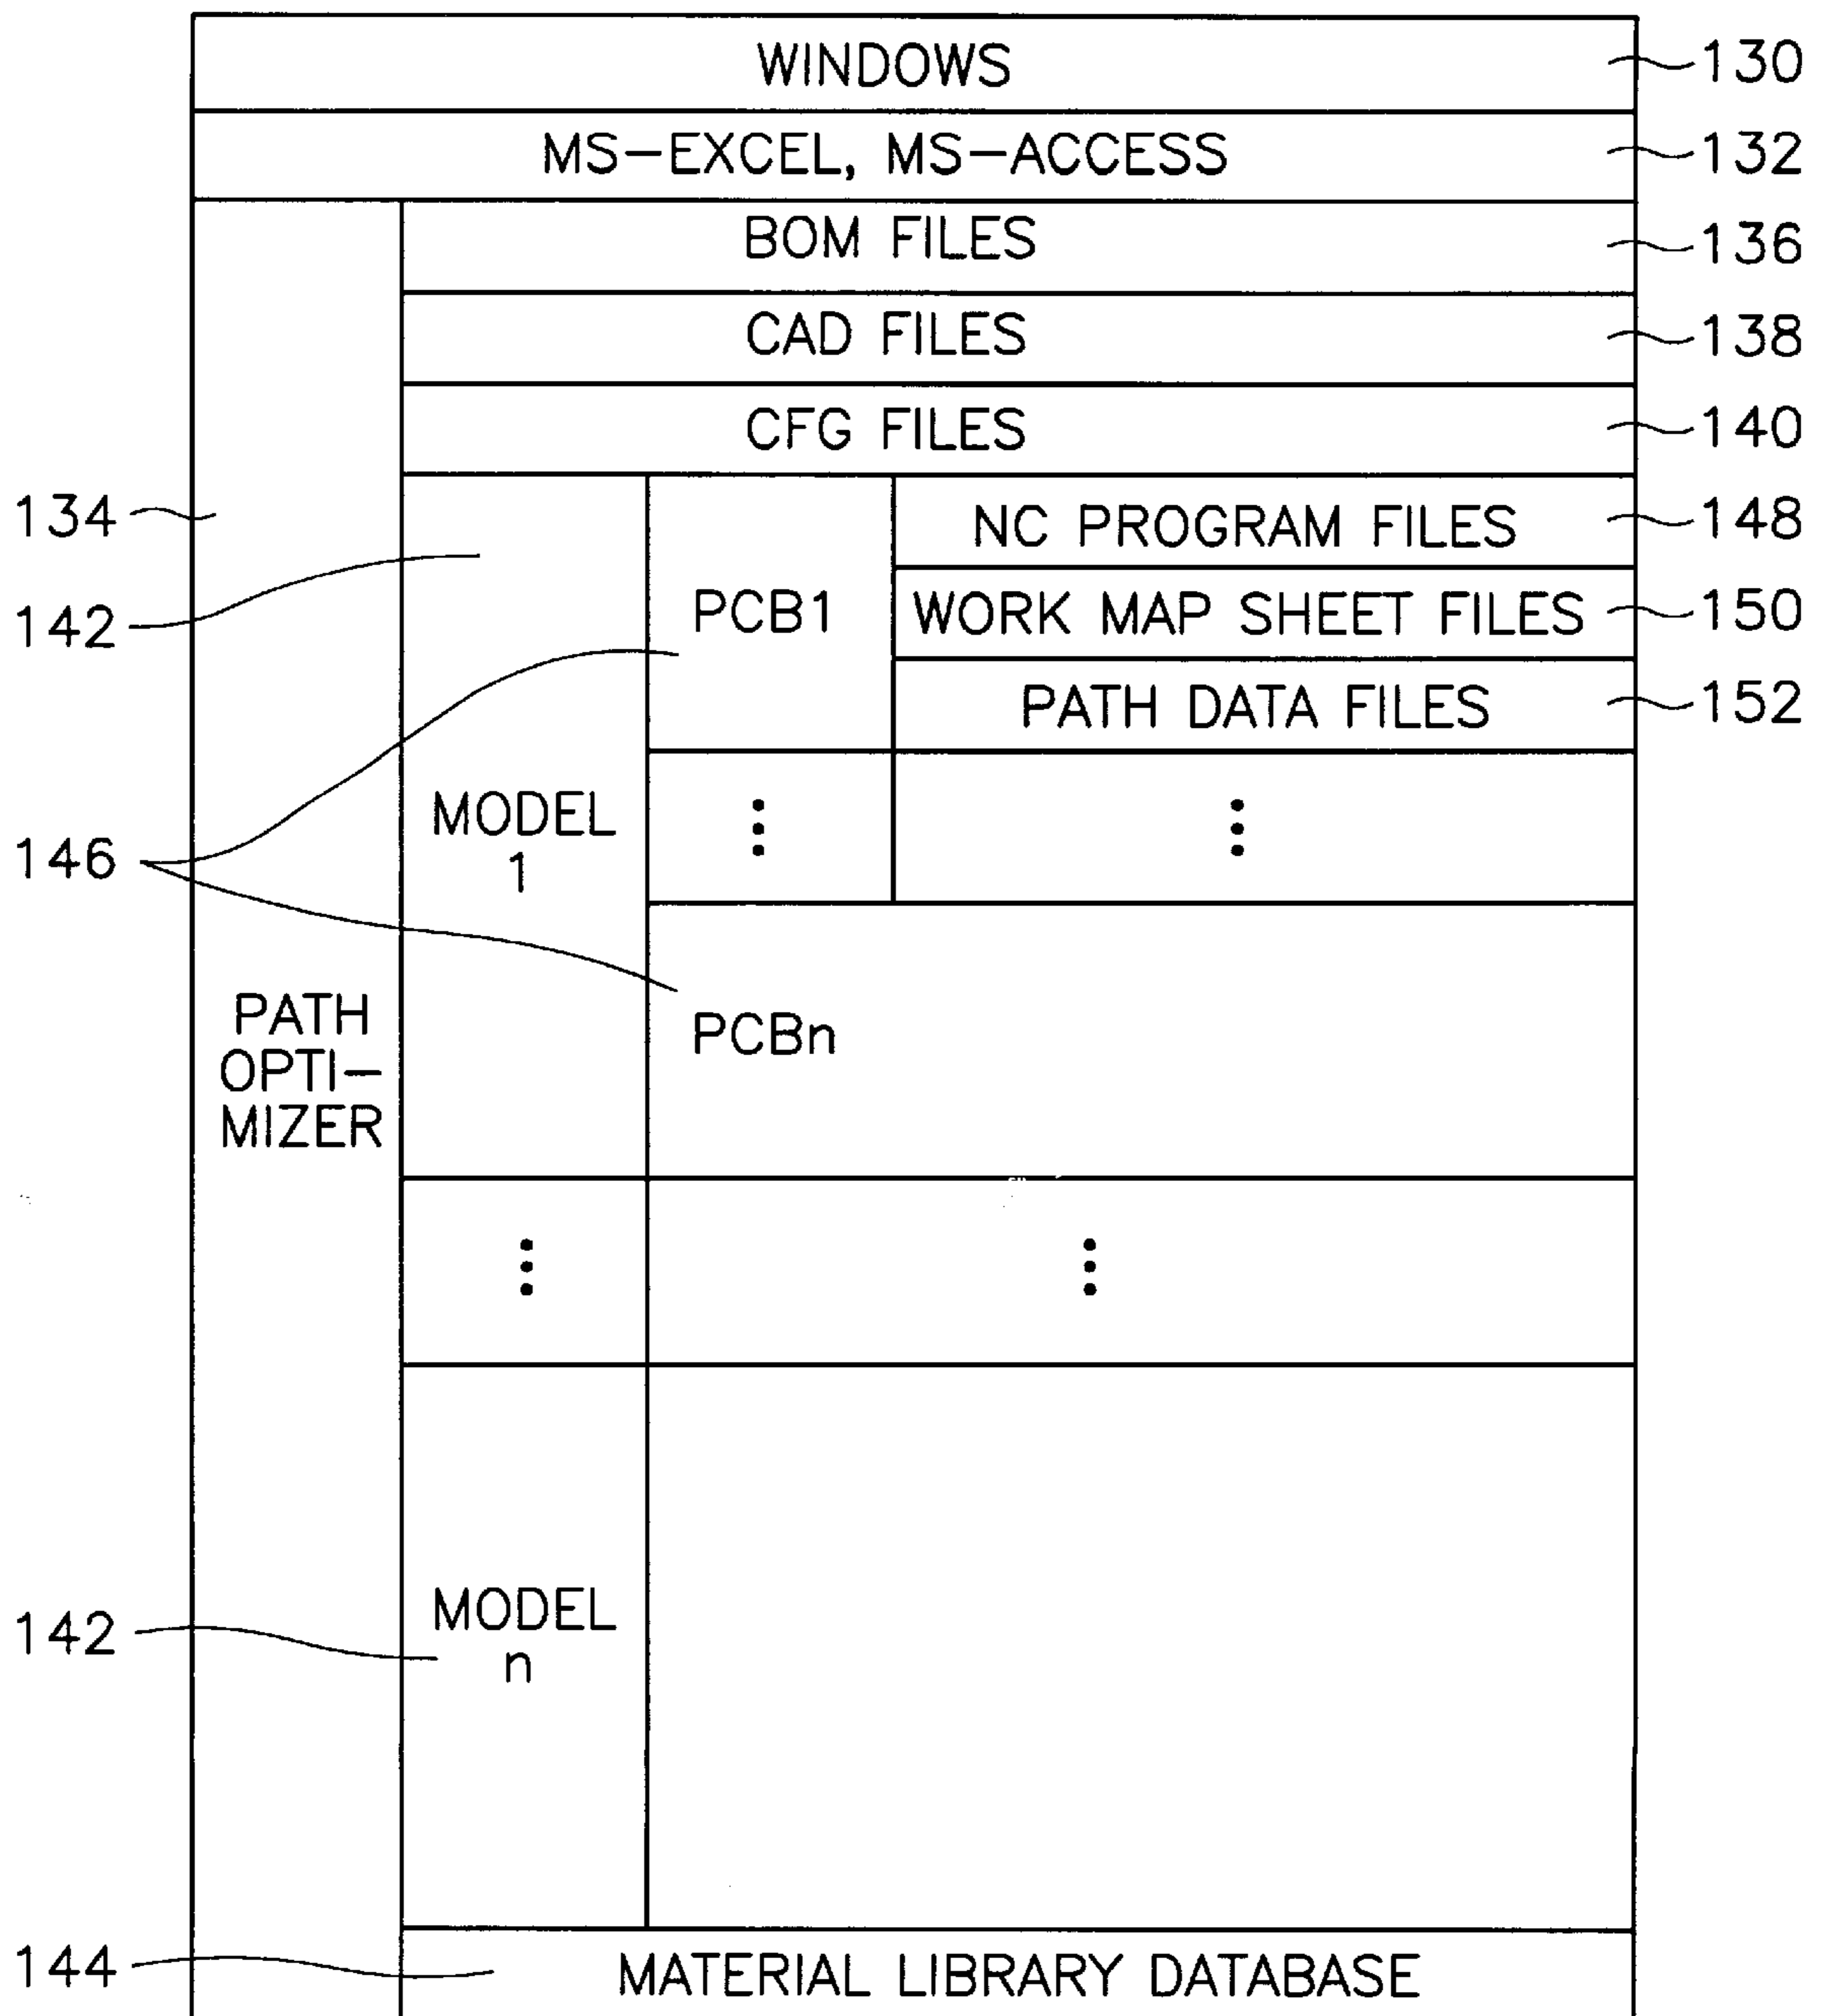 WINDOWS 130
MS-EXCEL, MS-ACCESS 132
BOM FILES 136
CAD FILES 138
CFG FILES 140
134
NC PROGRAM FILES 148
142
PCB1
WORK MAP SHEET FILES 150
PATH DATA FILES 152
146
MODEL
1
PATH
OPTI-
MIZER
PCBn
142
MODEL
n
144
MATERIAL LIBRARY DATABASE